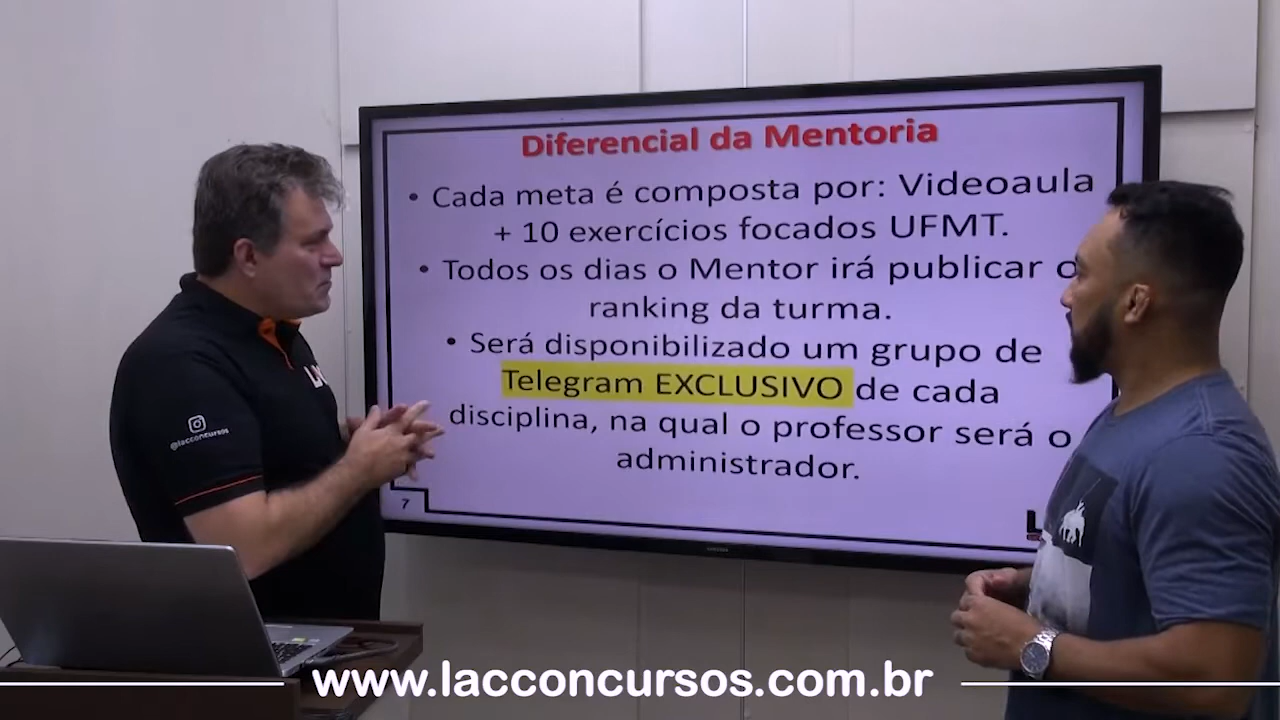 Diferencial da Mentoria
• Cada meta é composta por: Videoaula
+ 10 exercícios focados UFMT.
• Todos os dias o Mentor irá publicar o
ranking da turma.
• Será disponibilizado um grupo de
Telegram EXCLUSIVO de cada
disciplina, na qual o professor será o
administrador.
7
@lacconcursos
SAMSUNG
www.lacconcursos.com.br